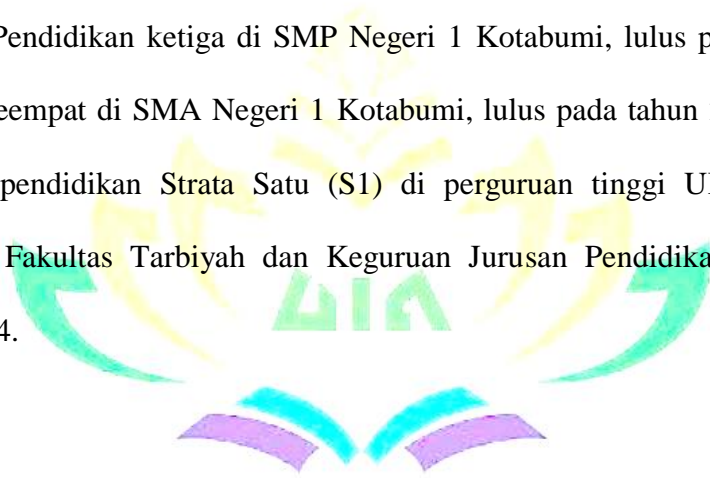 Pendidikan ketiga di SMP Negeri 1 Kotabumi, lulus p
eempat di SMA Negeri 1 Kotabumi, lulus pada tahun
pendidikan Strata Satu (S1) di perguruan tinggi U
Fakultas Tarbiyah dan Keguruan Jurusan Pendidika
4.
UIN